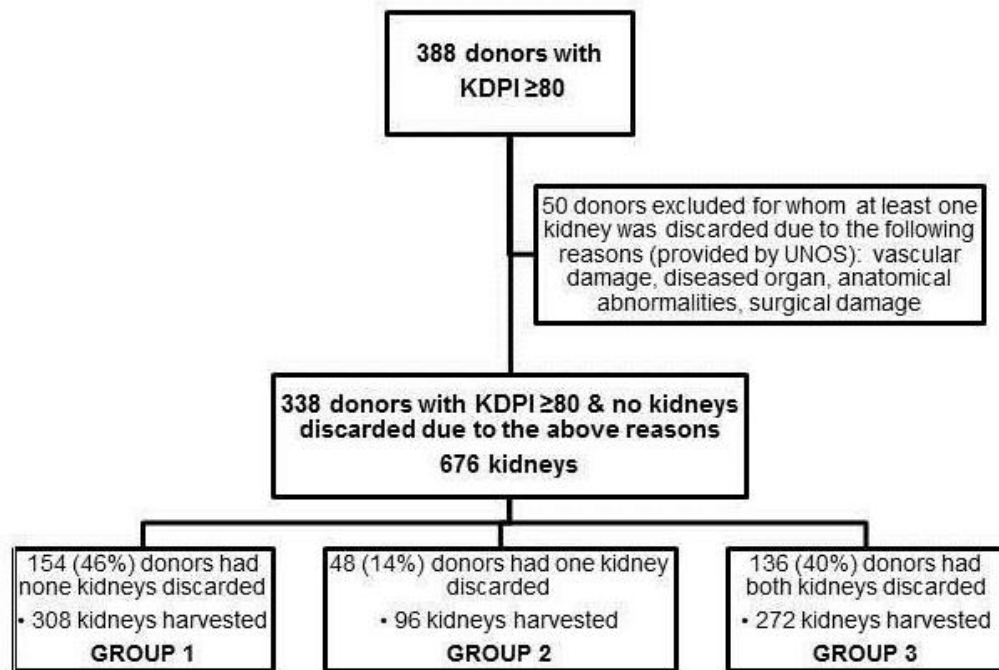 388 donors with
KDPI ≥80
50 donors excluded for whom at least one
kidney was discarded due to the following
reasons (provided by UNOS): vascular
damage, diseased organ, anatomical
abnormalities, surgical damage
338 donors with KDPI ≥80 & no kidneys
discarded due to the above reasons
676 kidneys
154 (46%) donors had
none kidneys discarded
• 308 kidneys harvested
GROUP 1
48 (14%) donors had one kidney
discarded
• 96 kidneys harvested
GROUP 2
136 (40%) donors had
both kidneys discarded
• 272 kidneys harvested
GROUP 3